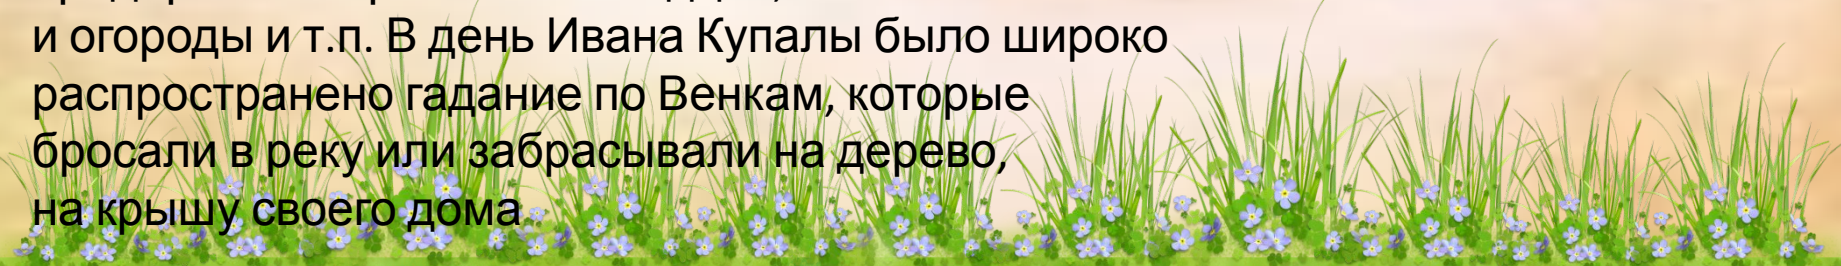 и огороды и т.п. В день Ивана Купалы было широко
распространено гадание по Венкам, которые
бросали в реку или забрасывали на дерево,
на крышу своего дома